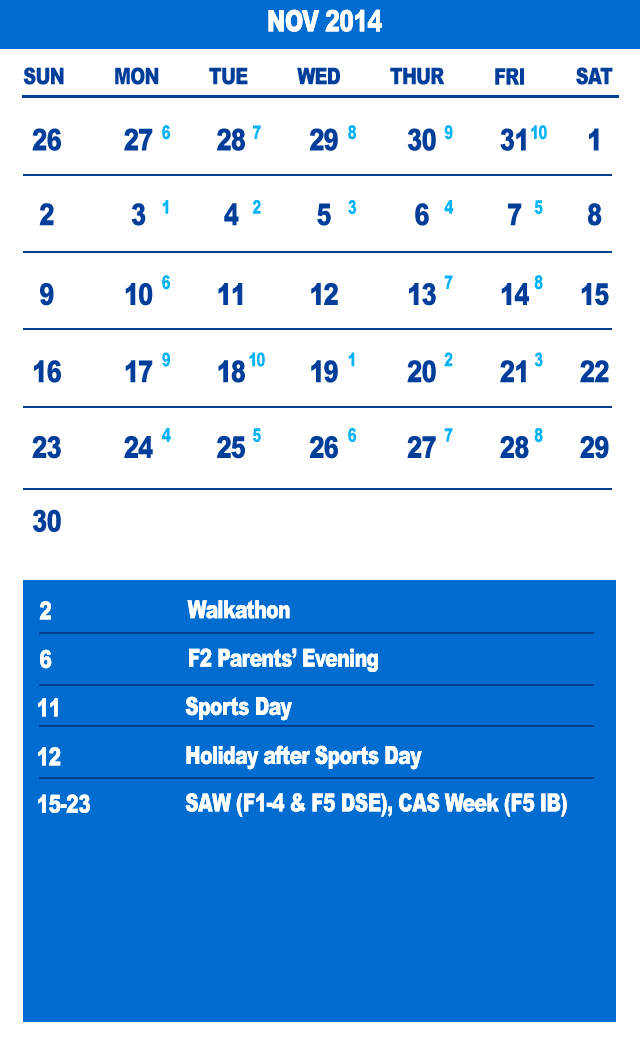 NOV 2014
SUN MON TUE WED THUR FRI SAT
26 27 6 28 7 29 8 30 9 31 10 1
2 3 1 4 2 5 3 6 4 7 5 8
9 10 6 11 12 13 7 14 8 15
16 17 9 18 10 19 1 20 2 21 3 22
23 24 4 25 5 26 6 27 7 28 8 29
30
2 Walkathon
6 F2 Parents’ Evening
11 Sports Day
12 Holiday after Sports Day
15-23 SAW (F1-4 & F5 DSE), CAS Week (F5 IB)